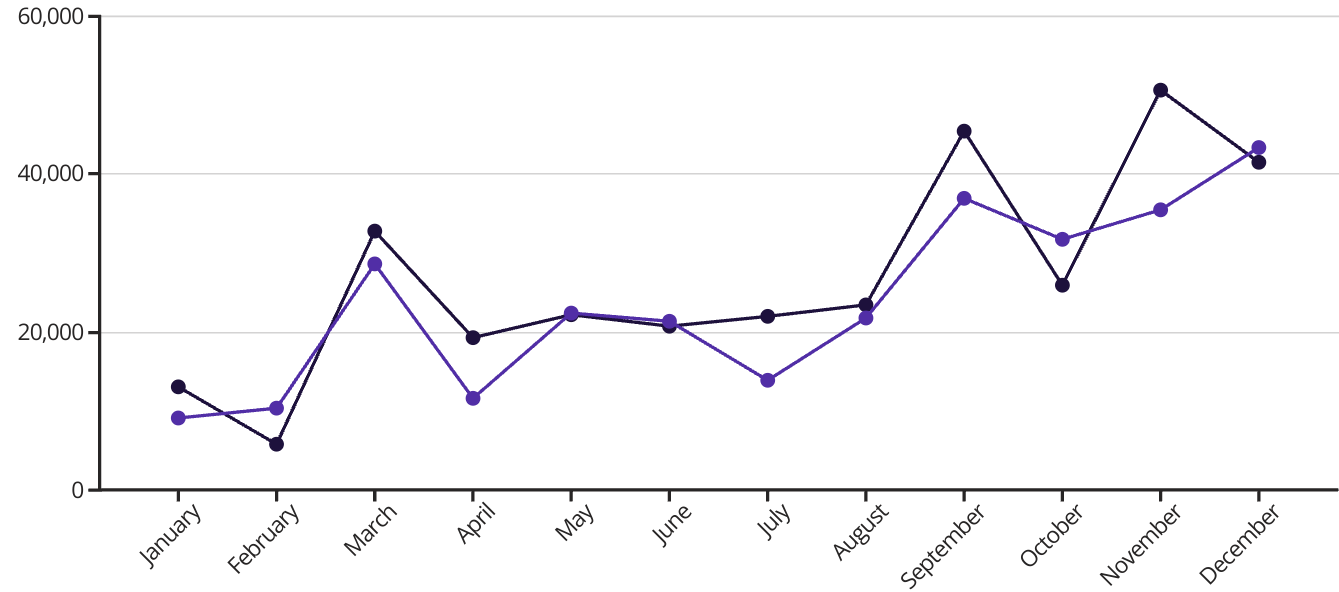 60,000
40,000
20,000
0
January
February
March
April
May
June
July
August
September
October
November
December